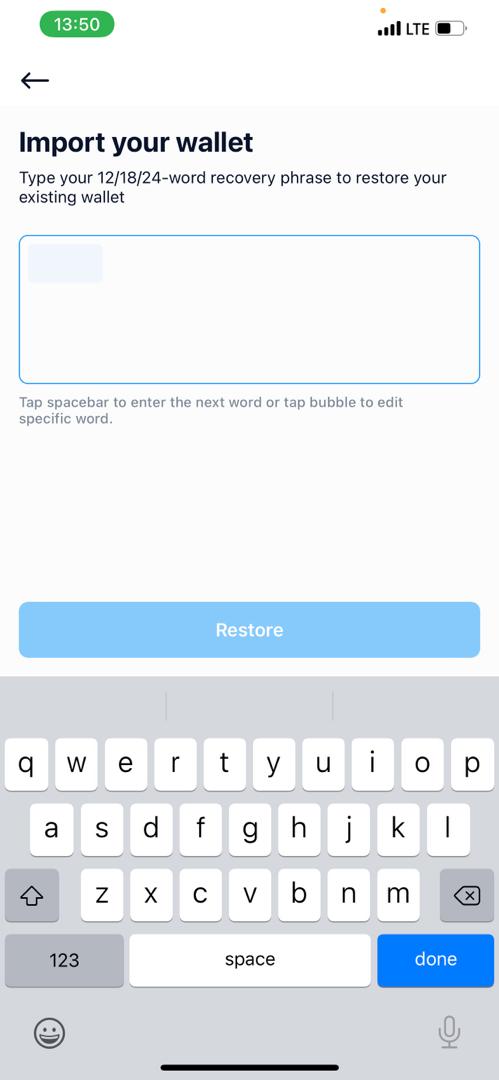 13:50
LTE
Import your wallet
Type your 12/18/24-word recovery phrase to restore your
existing wallet
Tap spacebar to enter the next word or tap bubble to edit
specific word.
Restore
q w e r t y u i o p
a s d f g h j k l
z x c v b n m
123 space done